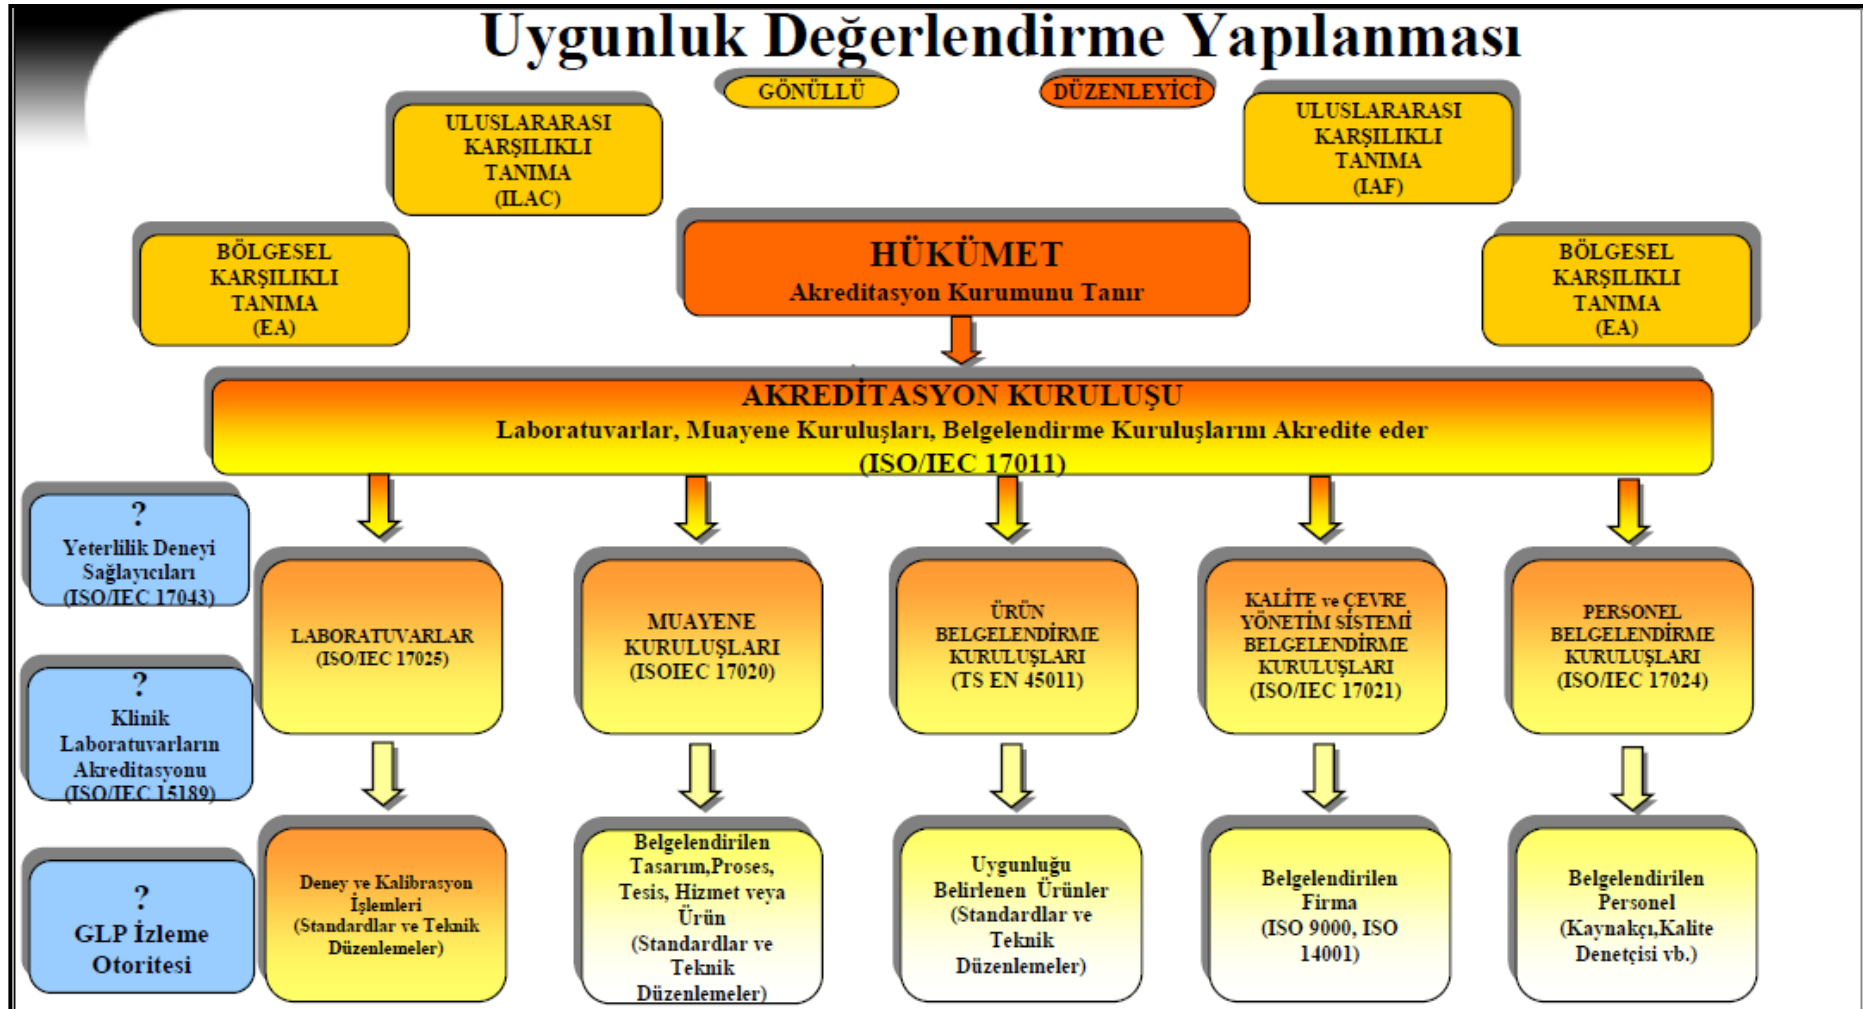 Uygunluk Değerlendirme Yapılanması
GÖNÜLLÜ
DÜZENLEYİCİ
ULUSLARARASI
KARŞILIKLI
TANIMA
(ILAC)
ULUSLARARASI
KARŞILIKLI
TANIMA
(IAF)
BÖLGESEL
KARŞILIKLI
TANIMA
(EA)
HÜKÜMET
Akreditasyon Kurumunu Tanır
BÖLGESEL
KARŞILIKLI
TANIMA
(EA)
AKREDİTASYON KURULUŞU
Laboratuvarlar, Muayene Kuruluşları, Belgelendirme Kuruluşlarını Akredite eder
(ISO/IEC 17011)
?
Yeterlilik Deneyi
Sağlayıcıları
(ISO/IEC 17043)
?
Klinik
Laboratuvarların
Akreditasyonu
(ISO/IEC 15189)
?
GLP İzleme
Otoritesi
LABORATUVARLAR
(ISO/IEC 17025)
MUAYENE
KURULUŞLARI
(ISOIEC 17020)
ÜRÜN
BELGELENDİRME
KURULUŞLARI
(TS EN 45011)
KALİTE ve ÇEVRE
YÖNETİM SİSTEMİ
BELGELENDİRME
KURULUŞLARI
(ISO/IEC 17021)
PERSONEL
BELGELENDİRME
KURULUŞLARI
(ISO/IEC 17024)
Deney ve Kalibrasyon
İşlemleri
(Standardlar ve Teknik
Düzenlemeler)
Belgelendirilen
Tasarım,Proses,
Tesis, Hizmet veya
Ürün
(Standardlar ve
Teknik
Düzenlemeler)
Uygunluğu
Belirlenen Ürünler
(Standardlar ve
Teknik
Düzenlemeler)
Belgelendirilen
Firma
(ISO 9000, ISO
14001)
Belgelendirilen
Personel
(Kaynakçı,Kalite
Denetçisi vb.)